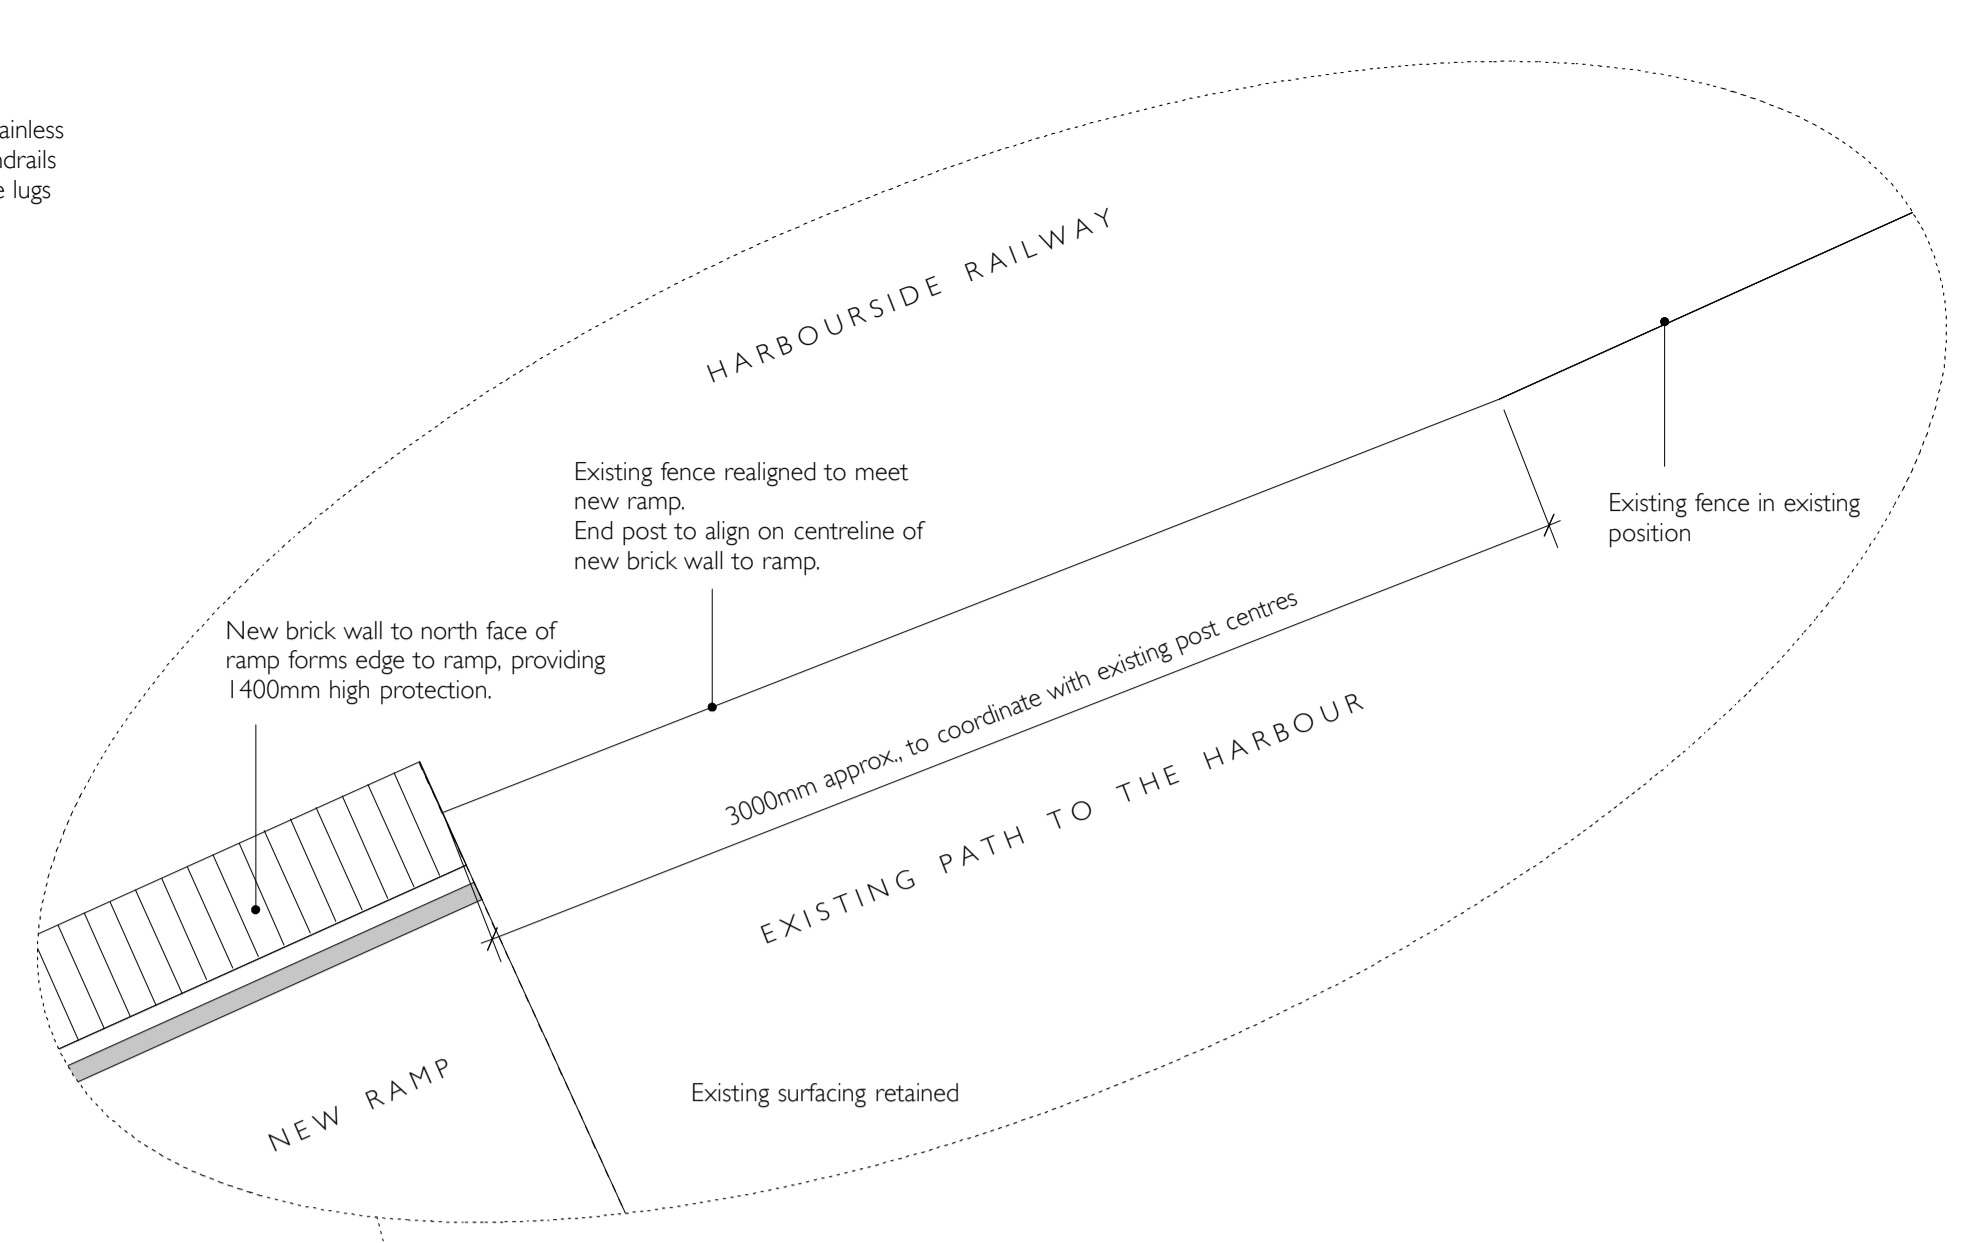 ainless
ndrails
e lugs
HARBOURSIDE RAILWAY
Existing fence realigned to meet
new ramp.
End post to align on centreline of
new brick wall to ramp.
Existing fence in existing
position
New brick wall to north face of
ramp forms edge to ramp, providing
1400mm high protection.
3000mm approx., to coordinate with existing post centres
EXISTING PATH TO THE HARBOUR
NEW RAMP
Existing surfacing retained